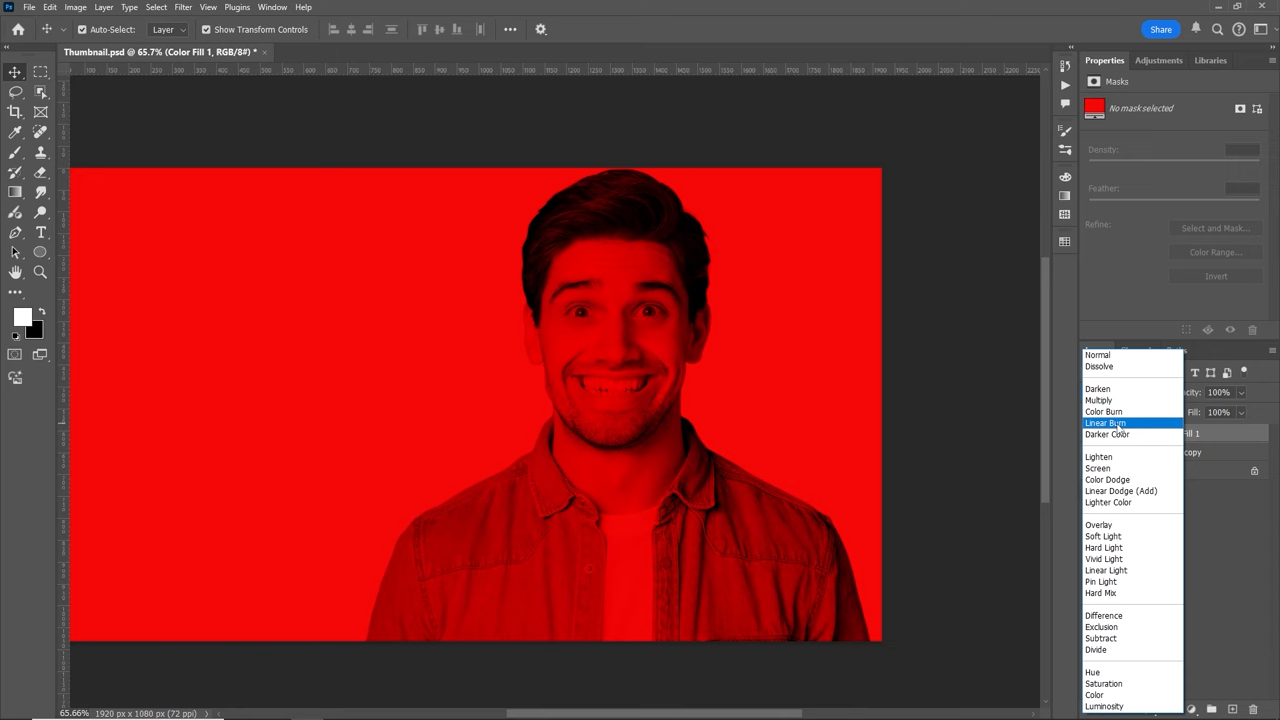 Ps File Edit Image Layer Type Select Filter View Plugins Window Help
Auto-Select: Layer Show Transform Controls
Share
Thumbnail.psd @ 65.7% (Color Fill 1, RGB/8#) *
Properties Adjustments Libraries
Masks
No mask selected
Density:
Feather:
Refine:
Select and Mask...
Color Range...
Invert
Normal
Dissolve
Darken
Multiply
Color Burn
Linear Burn
Darker Color
Lighten
Screen
Color Dodge
Linear Dodge (Add)
Lighter Color
Overlay
Soft Light
Hard Light
Vivid Light
Linear Light
Pin Light
Hard Mix
Difference
Exclusion
Subtract
Divide
Hue
Saturation
Color
Luminosity
100%
Fill: 100%
Fill 1
copy
65.66% 1920 px x 1080 px (72 ppi)